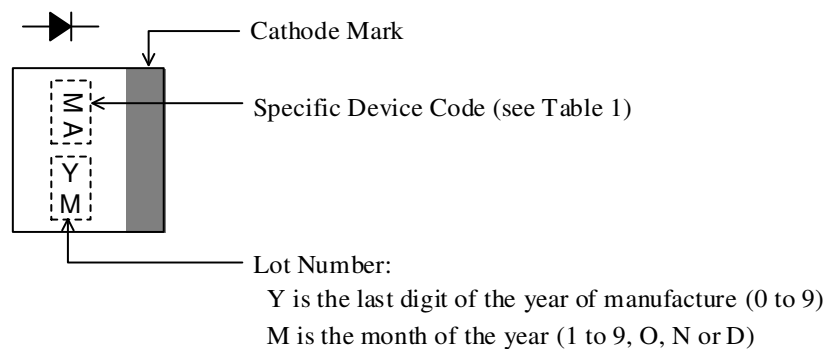 Cathode Mark
M A
Specific Device Code (see Table 1)
Y
M
Lot Number:
Y is the last digit of the year of manufacture (0 to 9)
M is the month of the year (1 to 9, O, N or D)